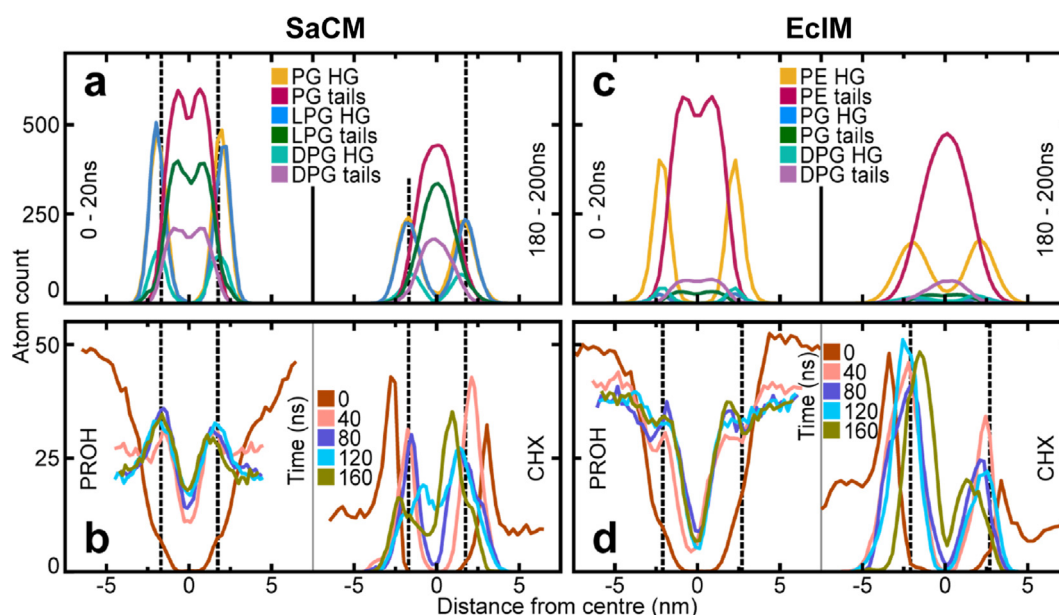 SaCM
EcIM
a
PG HG
PG tails
LPG HG
LPG tails
DPG HG
DPG tails
0 - 20ns
180 - 200ns
500
250
0
c
PE HG
PE tails
PG HG
PG tails
DPG HG
DPG tails
0 - 20ns
180 - 200ns
Atom count
50
25
0
PROH
b
Time (ns)
0
40
80
120
160
CHX
PROH
d
Time (ns)
0
40
80
120
160
CHX
-5 0 5 -5 0 5 -5 0 5 -5 0 5
Distance from centre (nm)
Distance from centre (nm)